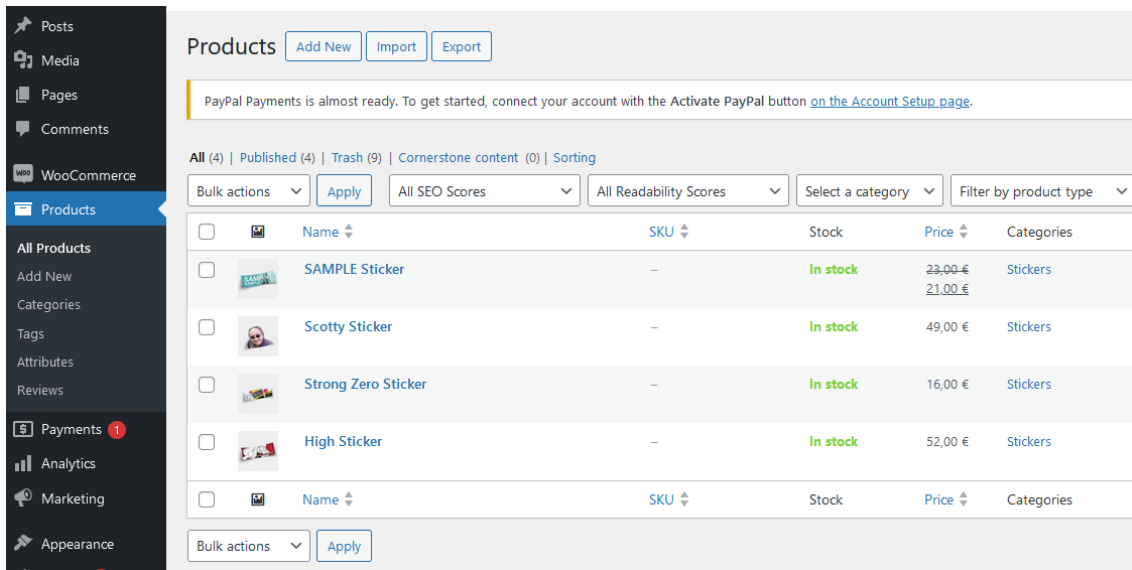 Posts
Media
Pages
Comments
WooCommerce
Products
All Products
Add New
Categories
Tags
Attributes
Reviews
Payments 1
Analytics
Marketing
Appearance
Products Add New Import Export
PayPal Payments is almost ready. To get started, connect your account with the Activate PayPal button on the Account Setup page.
All (4) | Published (4) | Trash (9) | Cornerstone content (0) | Sorting
Bulk actions Apply All SEO Scores All Readability Scores Select a category Filter by product type
Name SKU Stock Price Categories
SAMPLE Sticker – In stock 23,00 € Stickers
21,00 €
Scotty Sticker – In stock 49,00 € Stickers
Strong Zero Sticker – In stock 16,00 € Stickers
High Sticker – In stock 52,00 € Stickers
Name SKU Stock Price Categories
Bulk actions Apply